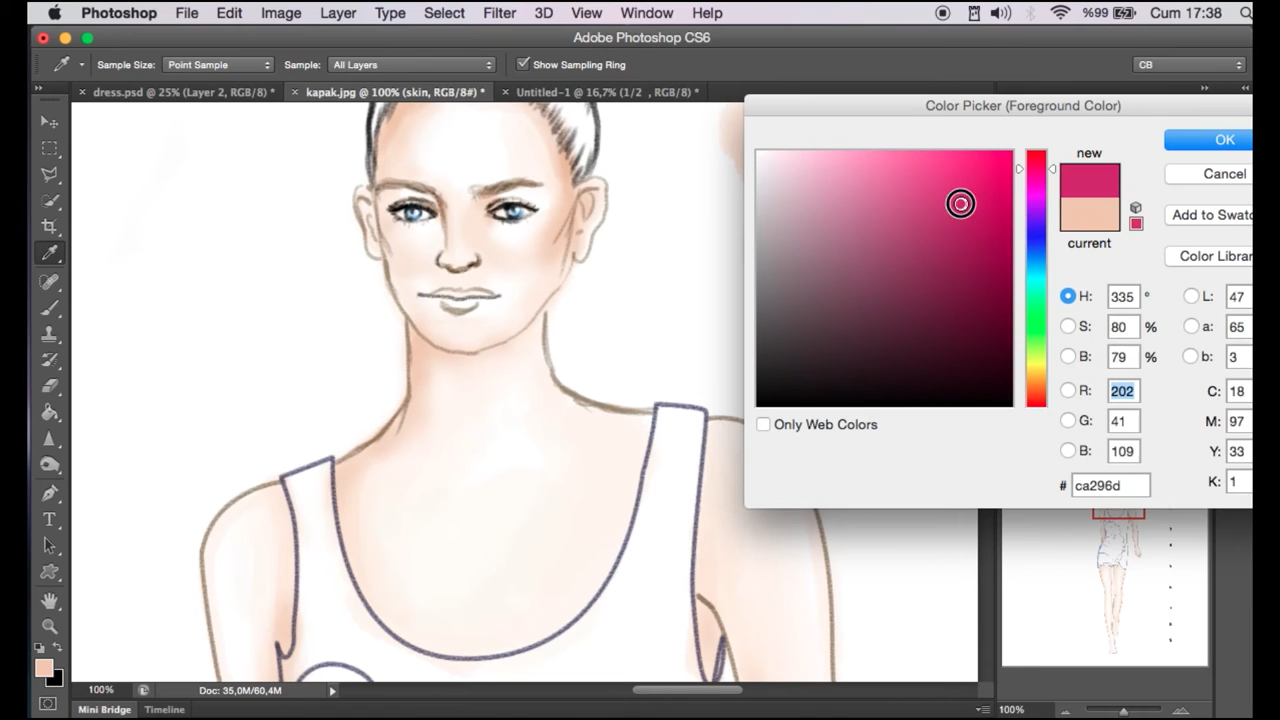 Photoshop File Edit Image Layer Type Select Filter 3D View Window Help %99 Cum 17:38
Adobe Photoshop CS6
Sample Size: Point Sample Sample: All Layers Show Sampling Ring CB
× dress.psd @ 25% (Layer 2, RGB/8) * × kapak.jpg @ 100% (skin, RGB/8#) * × Untitled-1 @ 16,7% (1/2 , RGB/8) *
Color Picker (Foreground Color)
OK
new
Cancel
Add to Swatc
current
Color Librar
H: 335 ° L: 47
S: 80 % a: 65
B: 79 % b: 3
R: 202 C: 18
G: 41 M: 97
B: 109 Y: 33
# ca296d K: 1
Only Web Colors
T
100% Doc: 35,0M/60,4M
Mini Bridge Timeline 100%